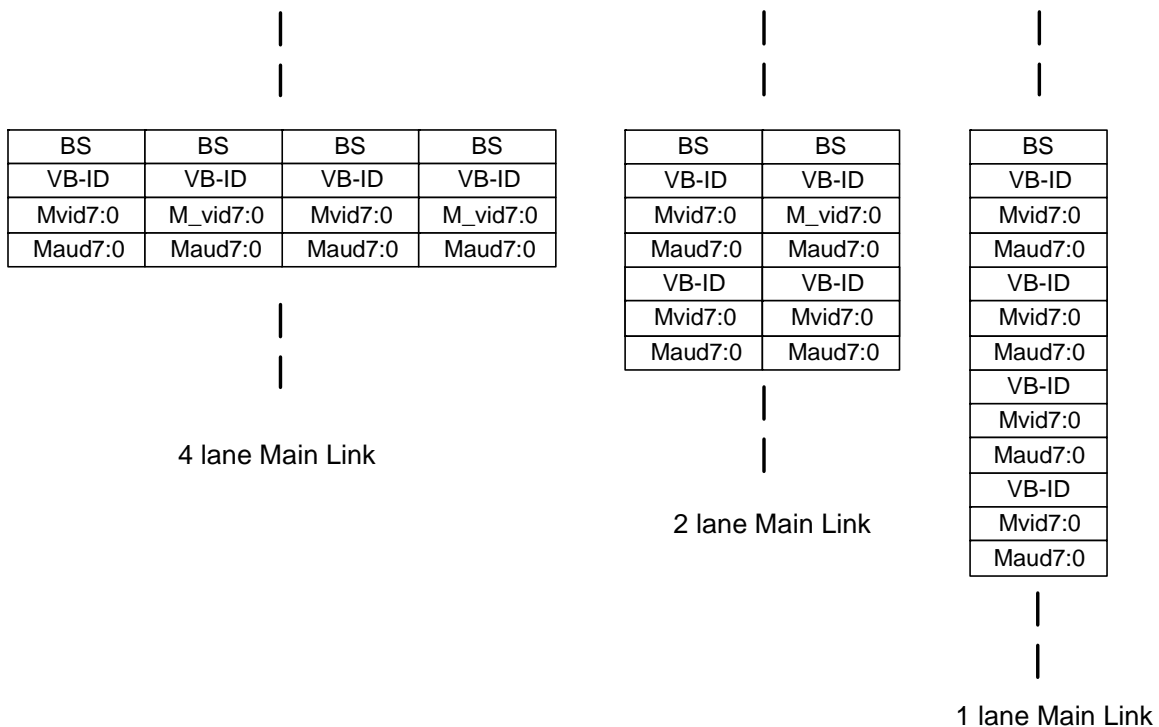 BS BS BS BS
VB-ID VB-ID VB-ID VB-ID
Mvid7:0 M_vid7:0 Mvid7:0 M_vid7:0
Maud7:0 Maud7:0 Maud7:0 Maud7:0
4 lane Main Link
BS BS
VB-ID VB-ID
Mvid7:0 M_vid7:0
Maud7:0 Maud7:0
VB-ID VB-ID
Mvid7:0 Mvid7:0
Maud7:0 Maud7:0
2 lane Main Link
BS
VB-ID
Mvid7:0
Maud7:0
VB-ID
Mvid7:0
Maud7:0
VB-ID
Mvid7:0
Maud7:0
VB-ID
Mvid7:0
Maud7:0
1 lane Main Link